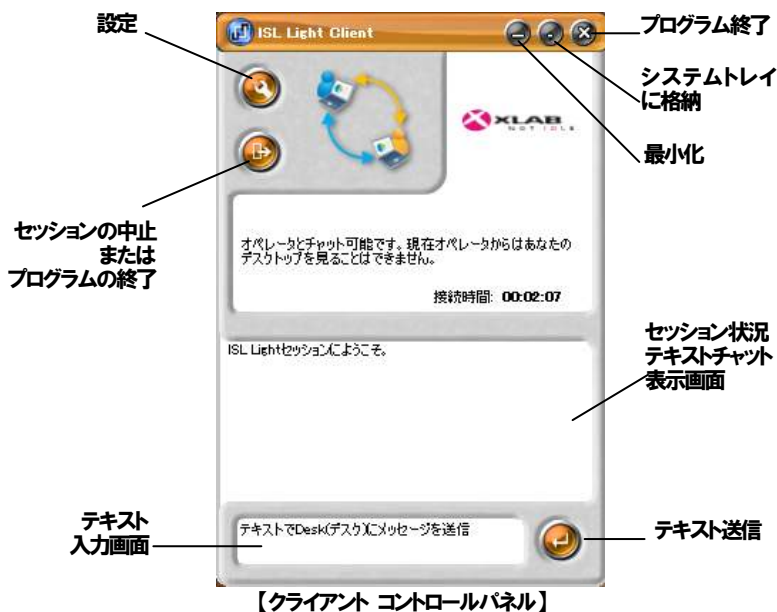 設定
ISL Light Client
プログラム終了
システムトレイ
に格納
XLAB
NOT IDLE
最小化
セッションの中止
または
プログラムの終了
オペレータとチャット可能です。現在オペレータからはあなたの
デスクトップを見ることはできません。
接続時間: 00:02:07
ISL Lightセッションにようこそ。
セッション状況
テキストチャット
表示画面
テキスト
入力画面
テキストでDesk(デスク)にメッセージを送信
テキスト送信
【クライアント コントロールパネル】